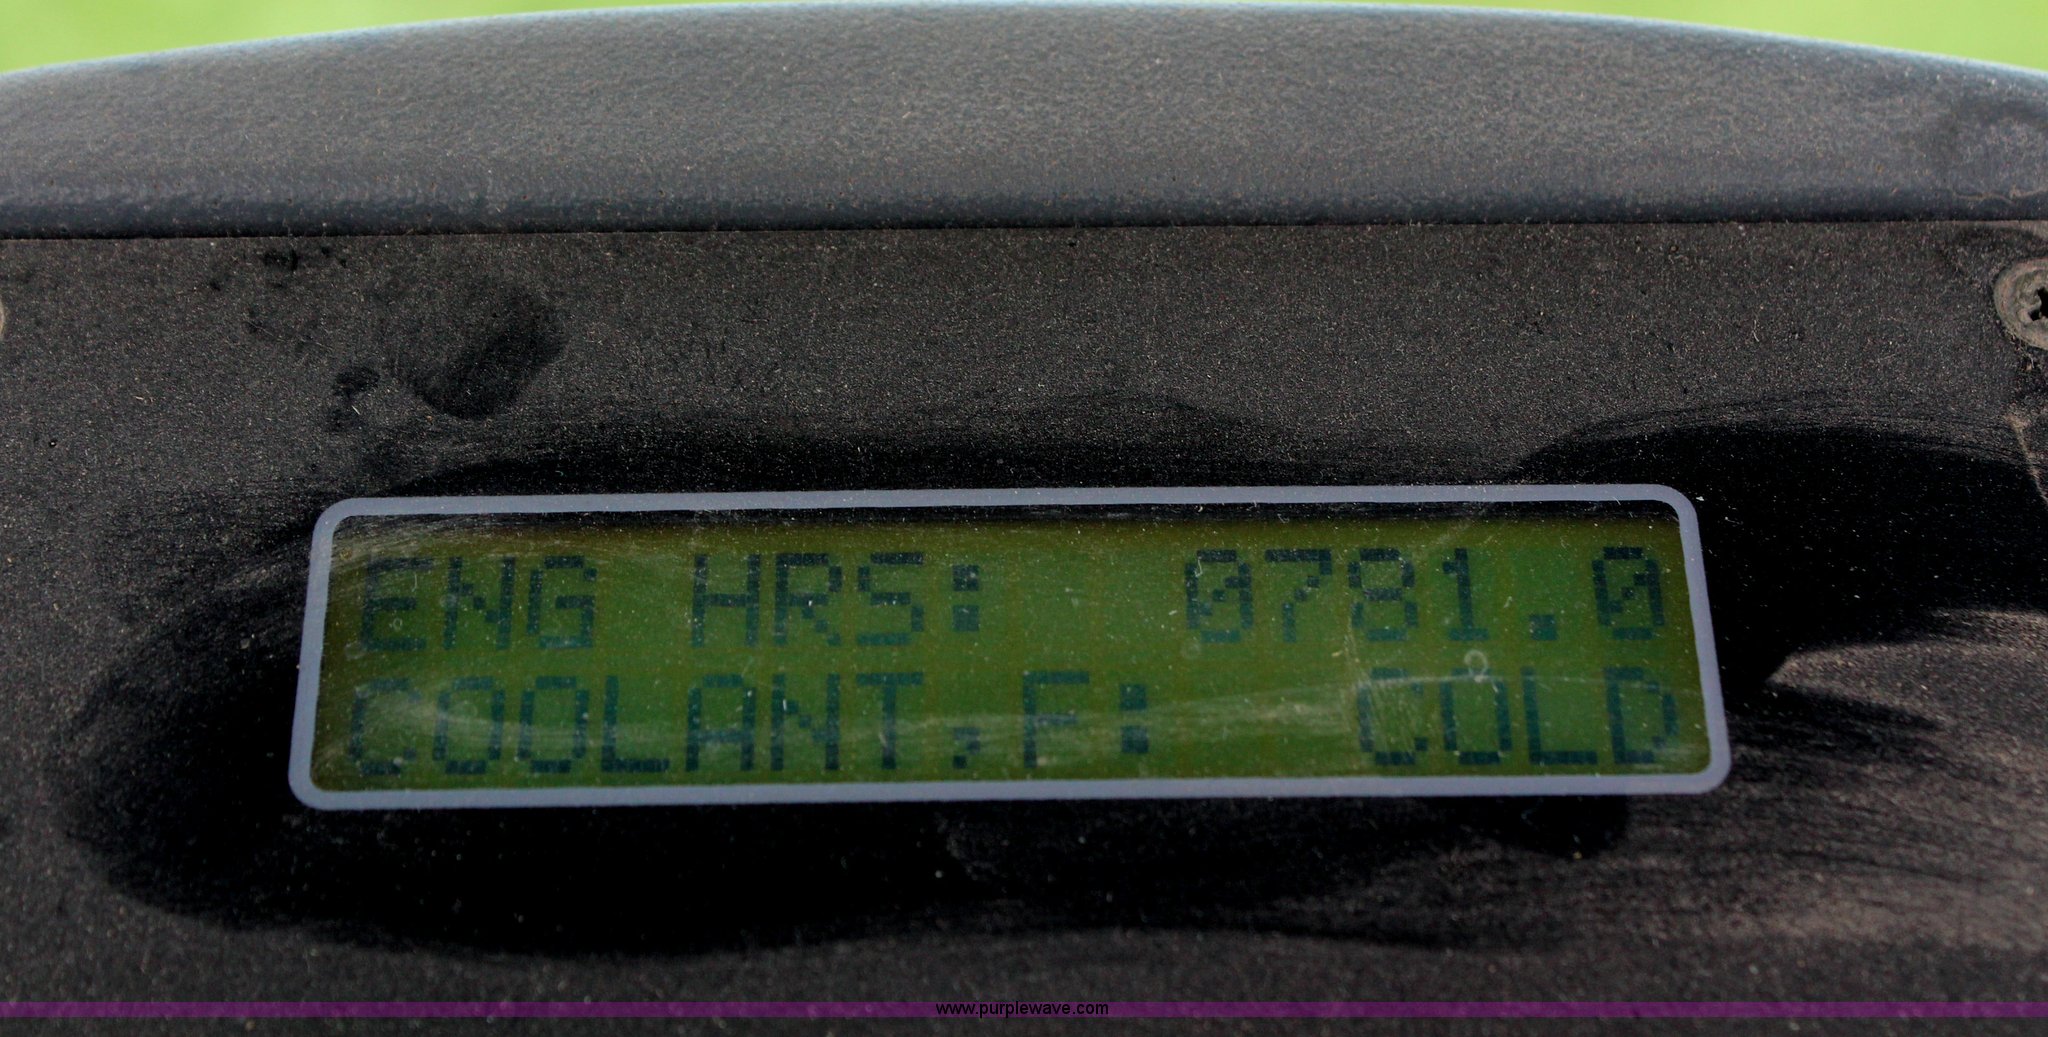 ENG HRS: 0781.0
COOLANT,F: COLD
www.purplewave.com